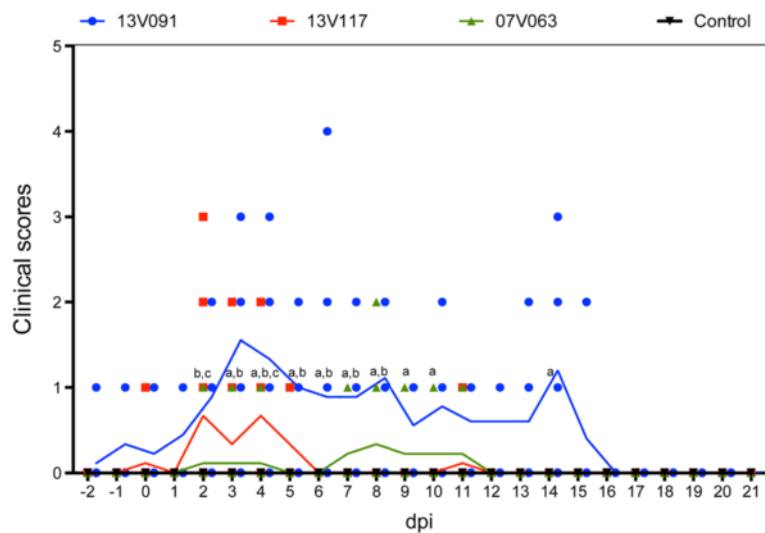 13V091 13V117 07V063 Control
5
4
3
2
b,c a,b a,b,c a,b a,b a,b a,b a a a
1
0
-2 -1 0 1 2 3 4 5 6 7 8 9 10 11 12 13 14 15 16 17 18 19 20 21
Clinical scores
dpi